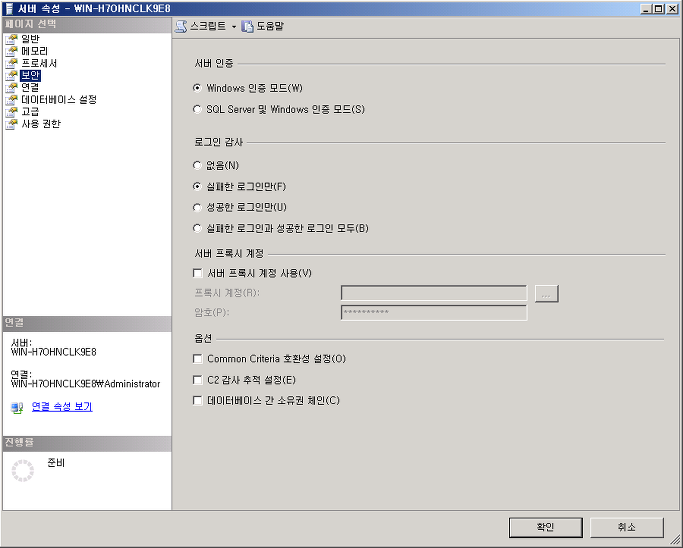 서버 속성 - WIN-H7OHNCLK9E8
페이지 선택
일반
메모리
프로세서
보안
연결
데이터베이스 설정
고급
사용 권한
스크립트
도움말
서버 인증
Windows 인증 모드(W)
SQL Server 및 Windows 인증 모드(S)
로그인 감사
없음(N)
실패한 로그인만(F)
성공한 로그인만(U)
실패한 로그인과 성공한 로그인 모두(B)
서버 프록시 계정
서버 프록시 계정 사용(V)
프록시 계정(R):
...
암호(P):
**********
옵션
Common Criteria 호환성 설정(O)
C2 감사 추적 설정(E)
데이터베이스 간 소유권 체인(C)
연결
서버:
WIN-H7OHNCLK9E8
연결:
WIN-H7OHNCLK9E8₩Administrator
연결 속성 보기
진행률
준비
확인
취소